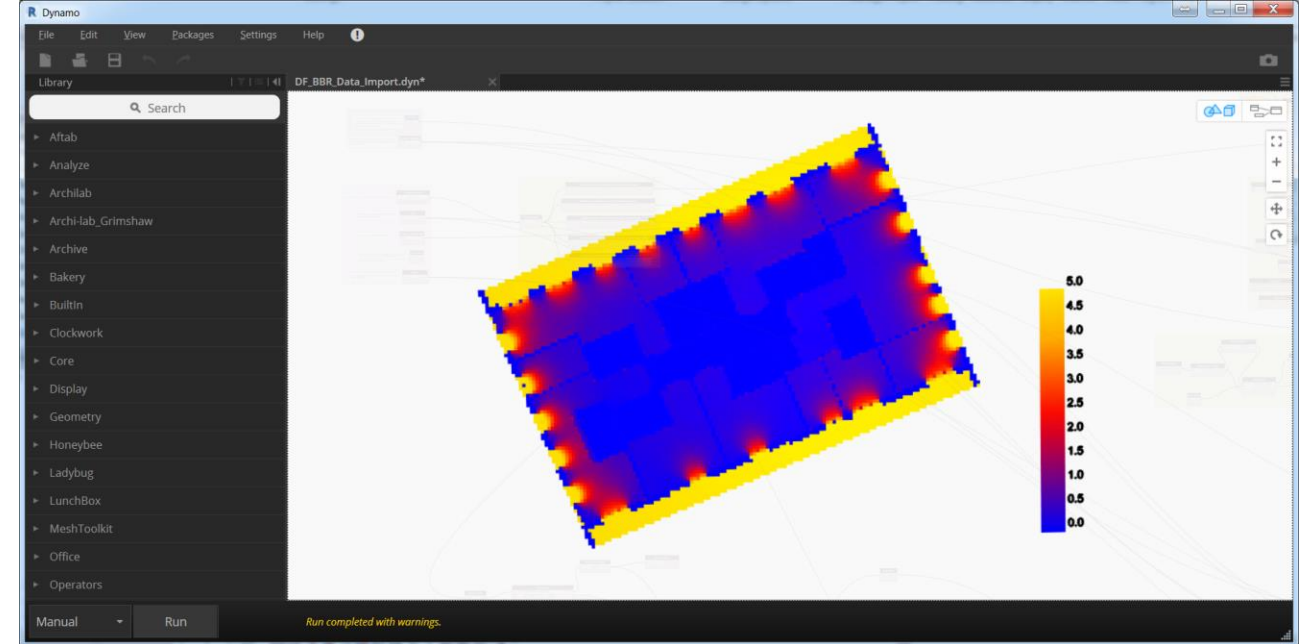 Dynamo
File Edit View Packages Settings Help
Library
DF_BBR_Data_Import.dyn*
Search
Aftab
Analyze
Archilab
Archi-lab_Grimshaw
Archive
Bakery
BuiltIn
Clockwork
Core
Display
Geometry
Honeybee
Ladybug
LunchBox
MeshToolkit
Office
Operators
5.0
4.5
4.0
3.5
3.0
2.5
2.0
1.5
1.0
0.5
0.0
Manual Run Run completed with warnings.